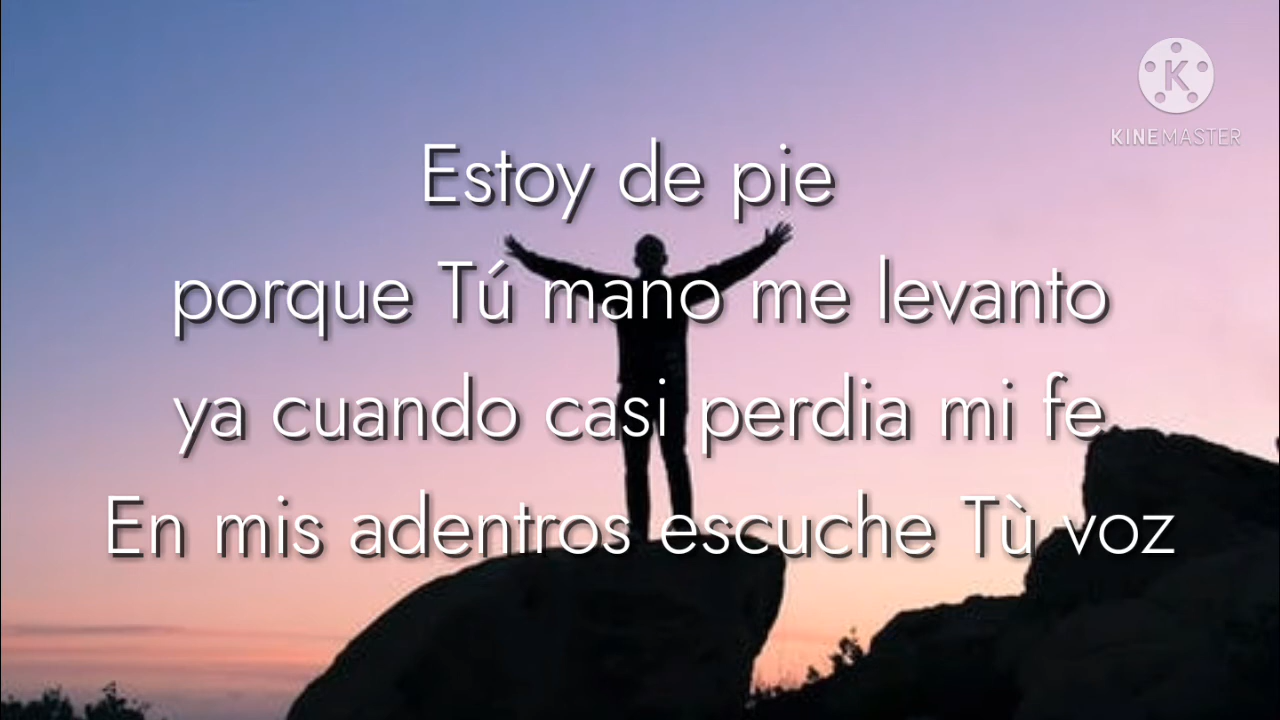 KINEMASTER
Estoy de pie
porque Tú mano me levanto
ya cuando casi perdia mi fe
En mis adentros escuche Tù voz